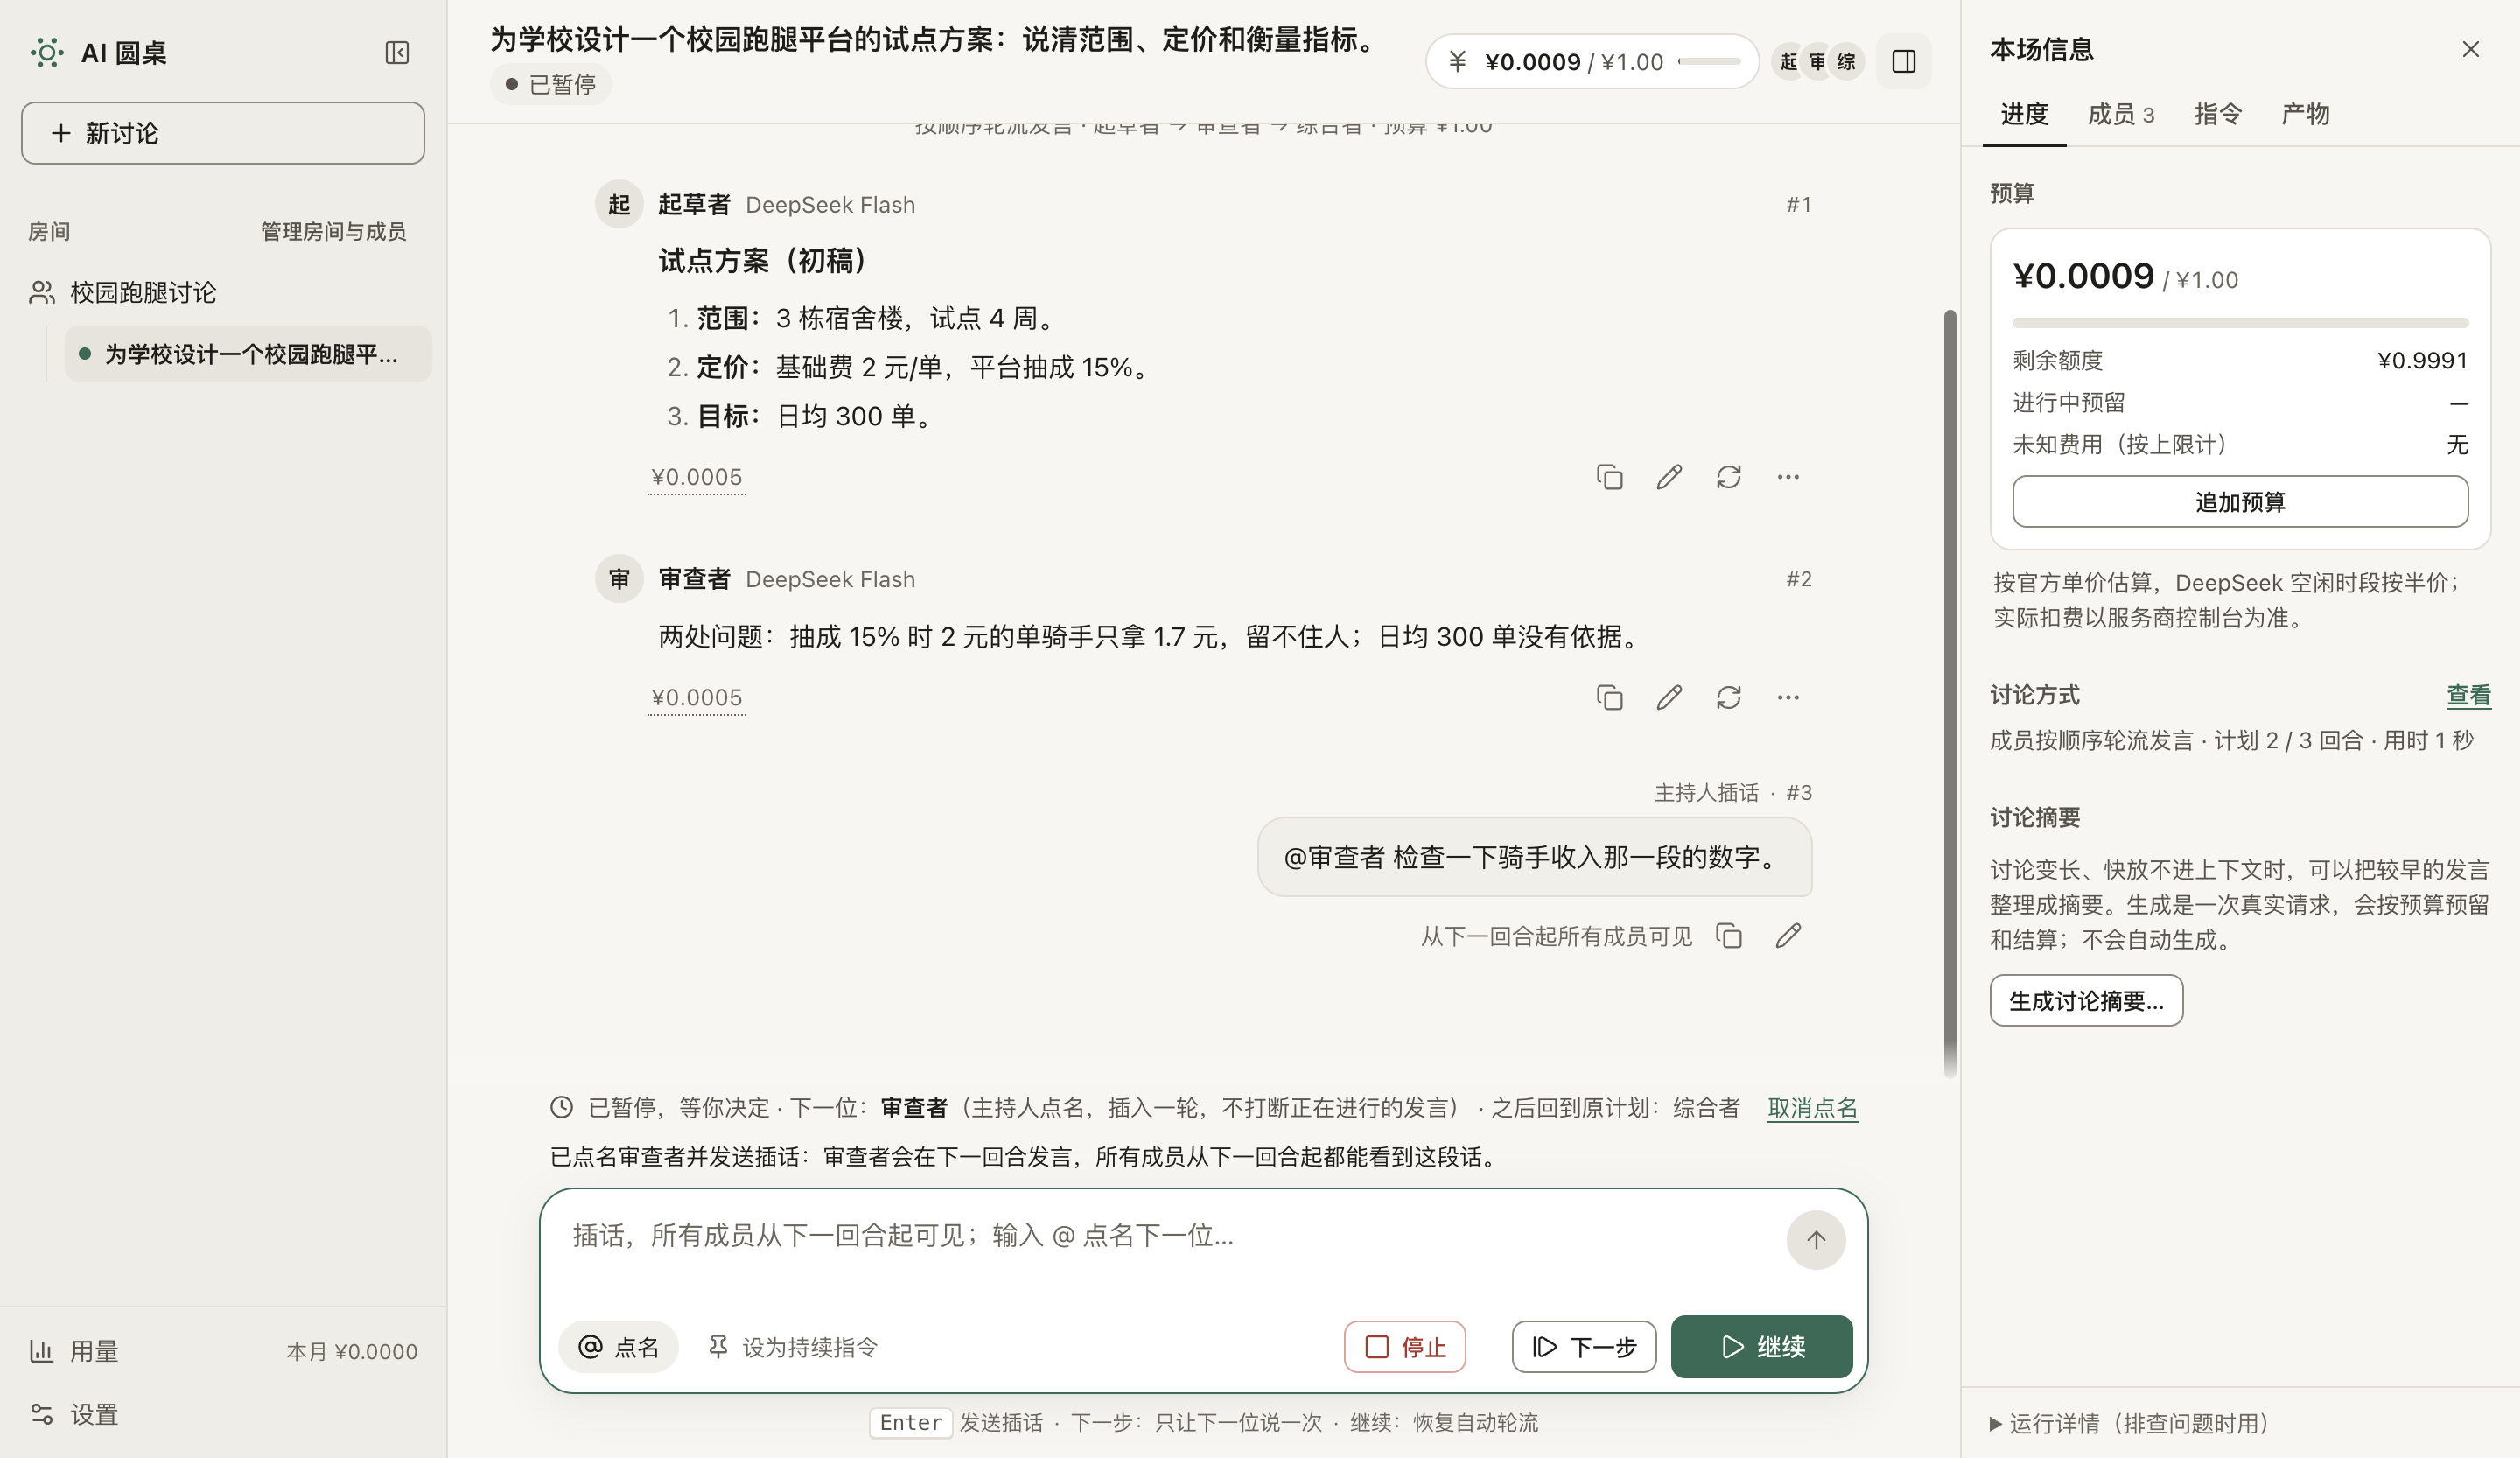 AI 圆桌
新讨论
房间
管理房间与成员
校园跑腿讨论
为学校设计一个校园跑腿平...
用量
本月 ¥0.0000
设置
为学校设计一个校园跑腿平台的试点方案：说清范围、定价和衡量指标。
已暂停
¥0.0009 / ¥1.00
起 审 综
按顺序轮流发言 · 起草者 → 审查者 → 综合者 · 预算 ¥1.00
起 起草者 DeepSeek Flash #1
试点方案（初稿）
1. 范围：3 栋宿舍楼，试点 4 周。
2. 定价：基础费 2 元/单，平台抽成 15%。
3. 目标：日均 300 单。
¥0.0005
审 审查者 DeepSeek Flash #2
两处问题：抽成 15% 时 2 元的单骑手只拿 1.7 元，留不住人；日均 300 单没有依据。
¥0.0005
主持人插话 · #3
@审查者 检查一下骑手收入那一段的数字。
从下一回合起所有成员可见
已暂停，等你决定 · 下一位：审查者（主持人点名，插入一轮，不打断正在进行的发言） · 之后回到原计划：综合者 取消点名
已点名审查者并发送插话：审查者会在下一回合发言，所有成员从下一回合起都能看到这段话。
插话，所有成员从下一回合起可见；输入 @ 点名下一位...
@ 点名
设为持续指令
停止
下一步
继续
Enter 发送插话 · 下一步：只让下一位说一次 · 继续：恢复自动轮流
本场信息
进度 成员 3 指令 产物
预算
¥0.0009 / ¥1.00
剩余额度 ¥0.9991
进行中预留 —
未知费用（按上限计） 无
追加预算
按官方单价估算，DeepSeek 空闲时段按半价；
实际扣费以服务商控制台为准。
讨论方式 查看
成员按顺序轮流发言 · 计划 2 / 3 回合 · 用时 1 秒
讨论摘要
讨论变长、快放不进上下文时，可以把较早的发言
整理成摘要。生成是一次真实请求，会按预算预留
和结算；不会自动生成。
生成讨论摘要...
运行详情（排查问题时用）